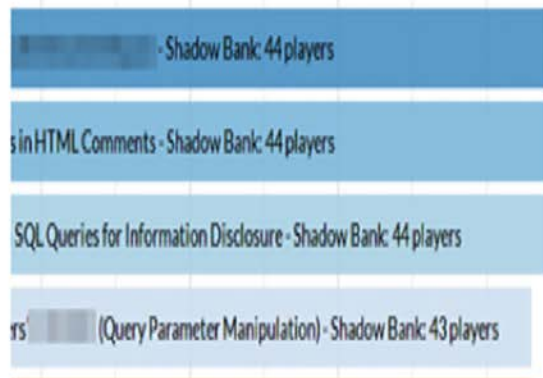 - Shadow Bank: 44 players
s in HTML Comments - Shadow Bank: 44 players
SQL Queries for Information Disclosure - Shadow Bank: 44 players
rs' (Query Parameter Manipulation) - Shadow Bank: 43 players